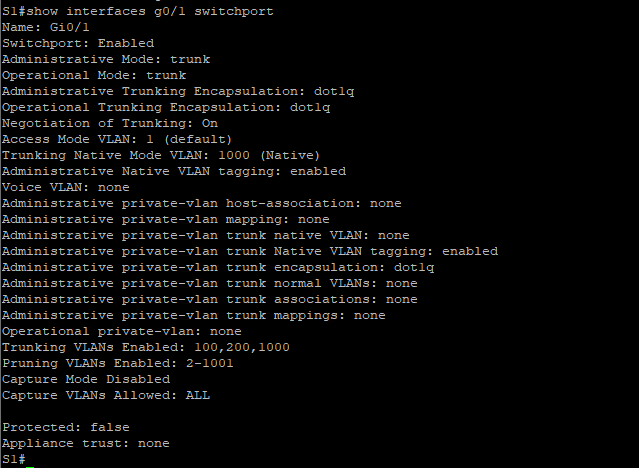 S1#show interfaces g0/1 switchport
Name: Gi0/1
Switchport: Enabled
Administrative Mode: trunk
Operational Mode: trunk
Administrative Trunking Encapsulation: dot1q
Operational Trunking Encapsulation: dot1q
Negotiation of Trunking: On
Access Mode VLAN: 1 (default)
Trunking Native Mode VLAN: 1000 (Native)
Administrative Native VLAN tagging: enabled
Voice VLAN: none
Administrative private-vlan host-association: none
Administrative private-vlan mapping: none
Administrative private-vlan trunk native VLAN: none
Administrative private-vlan trunk Native VLAN tagging: enabled
Administrative private-vlan trunk encapsulation: dot1q
Administrative private-vlan trunk normal VLANs: none
Administrative private-vlan trunk associations: none
Administrative private-vlan trunk mappings: none
Operational private-vlan: none
Trunking VLANs Enabled: 100,200,1000
Pruning VLANs Enabled: 2-1001
Capture Mode Disabled
Capture VLANs Allowed: ALL
Protected: false
Appliance trust: none
S1#